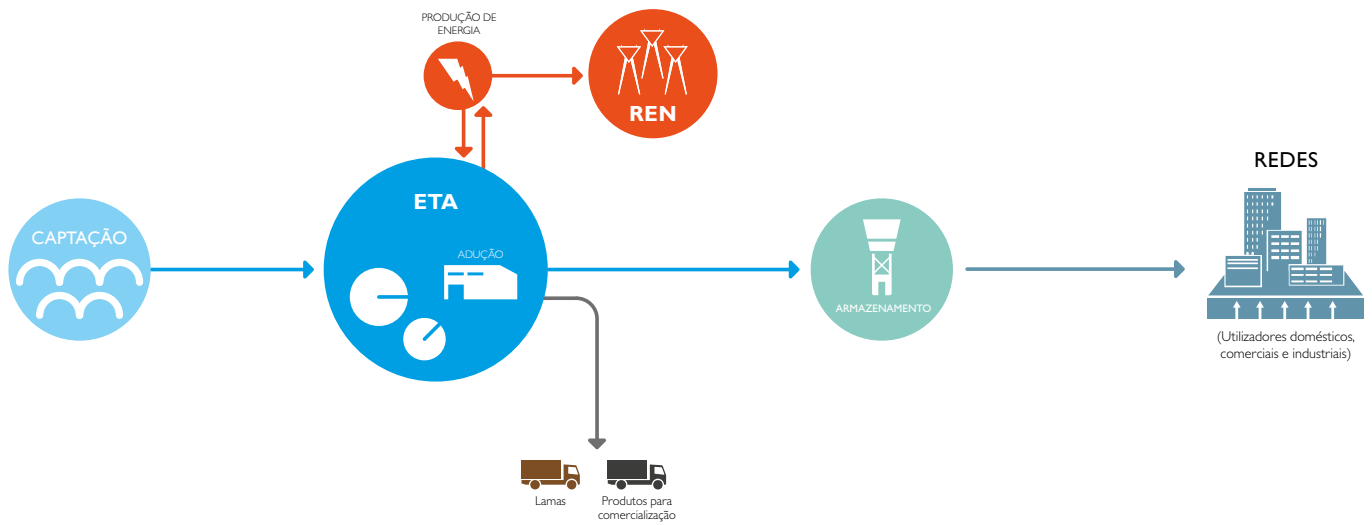 PRODUÇÃO DE
ENERGIA
REN
ETA
ADUÇÃO
CAPTAÇÃO
ARMAZENAMENTO
REDES
(Utilizadores domésticos,
comerciais e industriais)
Lamas
Produtos para
comercialização